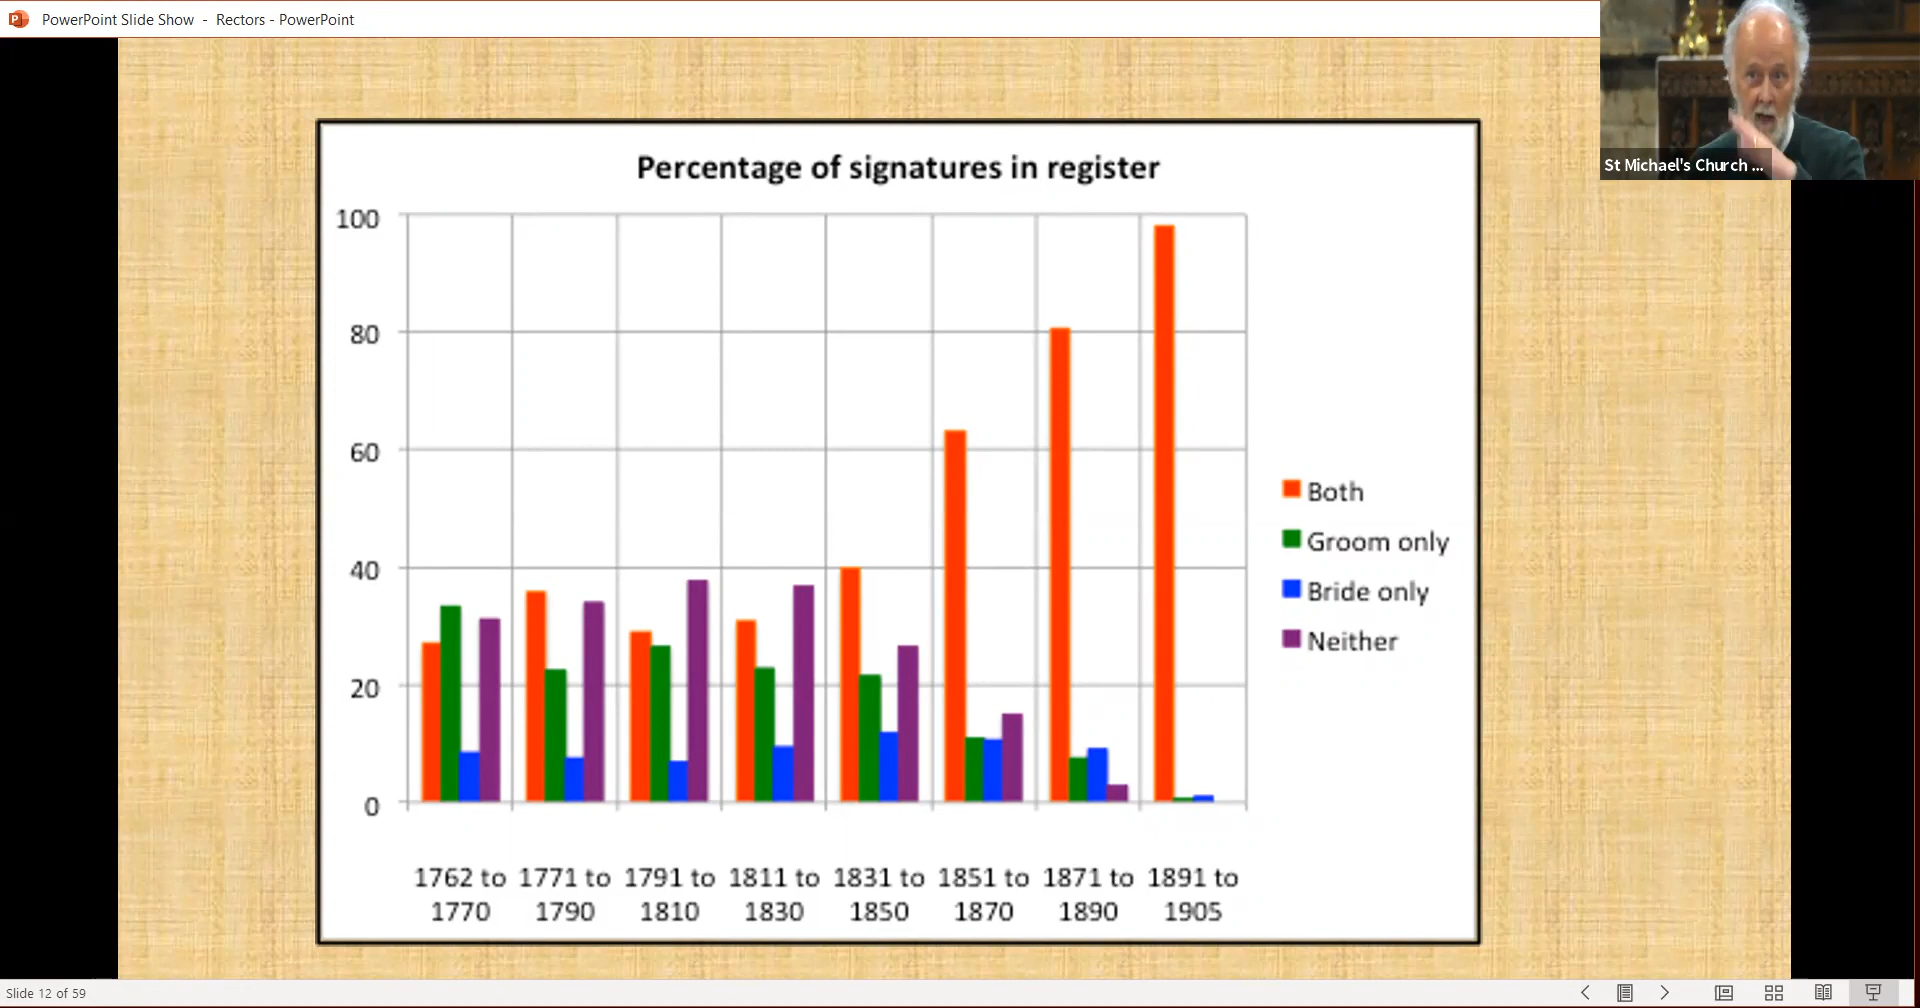 PowerPoint Slide Show - Rectors - PowerPoint
St Michael's Church ...
Percentage of signatures in register
100
80
60
40
20
0
Both
Groom only
Bride only
Neither
1762 to 1771 to 1791 to 1811 to 1831 to 1851 to 1871 to 1891 to
1770 1790 1810 1830 1850 1870 1890 1905
Slide 12 of 59